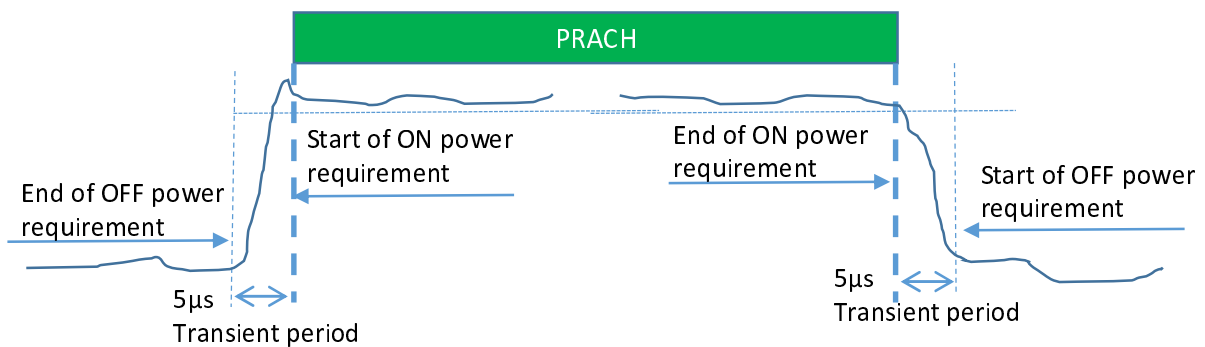 PRACH
Start of ON power
requirement
End of OFF power
requirement
5µs
Transient period
End of ON power
requirement
Start of OFF power
requirement
5µs
Transient period